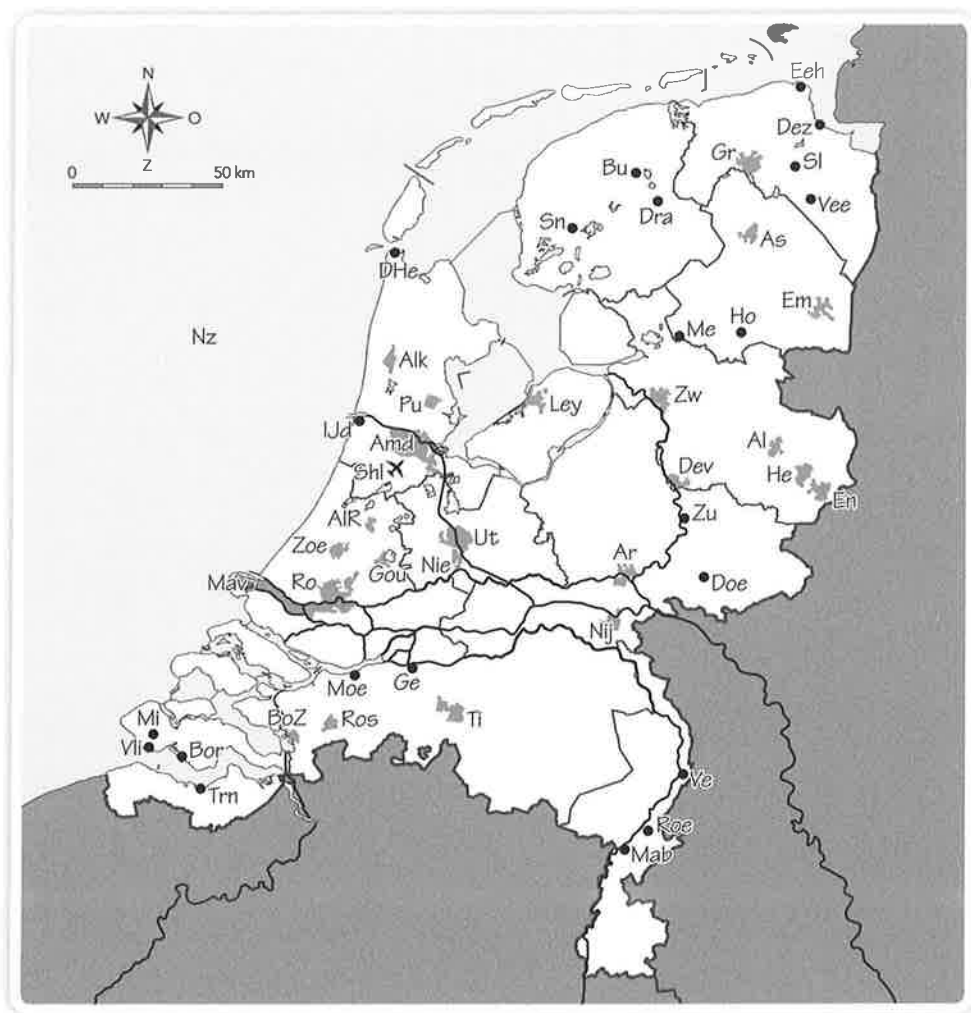 N
W
O
Z
0
50 km
Eeh
Dez
Gr
Sl
Bu
Vee
Dra
Sn
As
DHe
Em
Nz
Ho
Me
Alk
Pu
Ley
Zw
IJd
Amd
Al
Shl
Dev
He
En
AlR
Zu
Ut
Zoe
Nie
Gou
Ar
Mav
Ro
Doe
Nij
Moe
Ge
Mi
BoZ
Ros
Ti
Vli
Bor
Trn
Ve
Roe
Mab